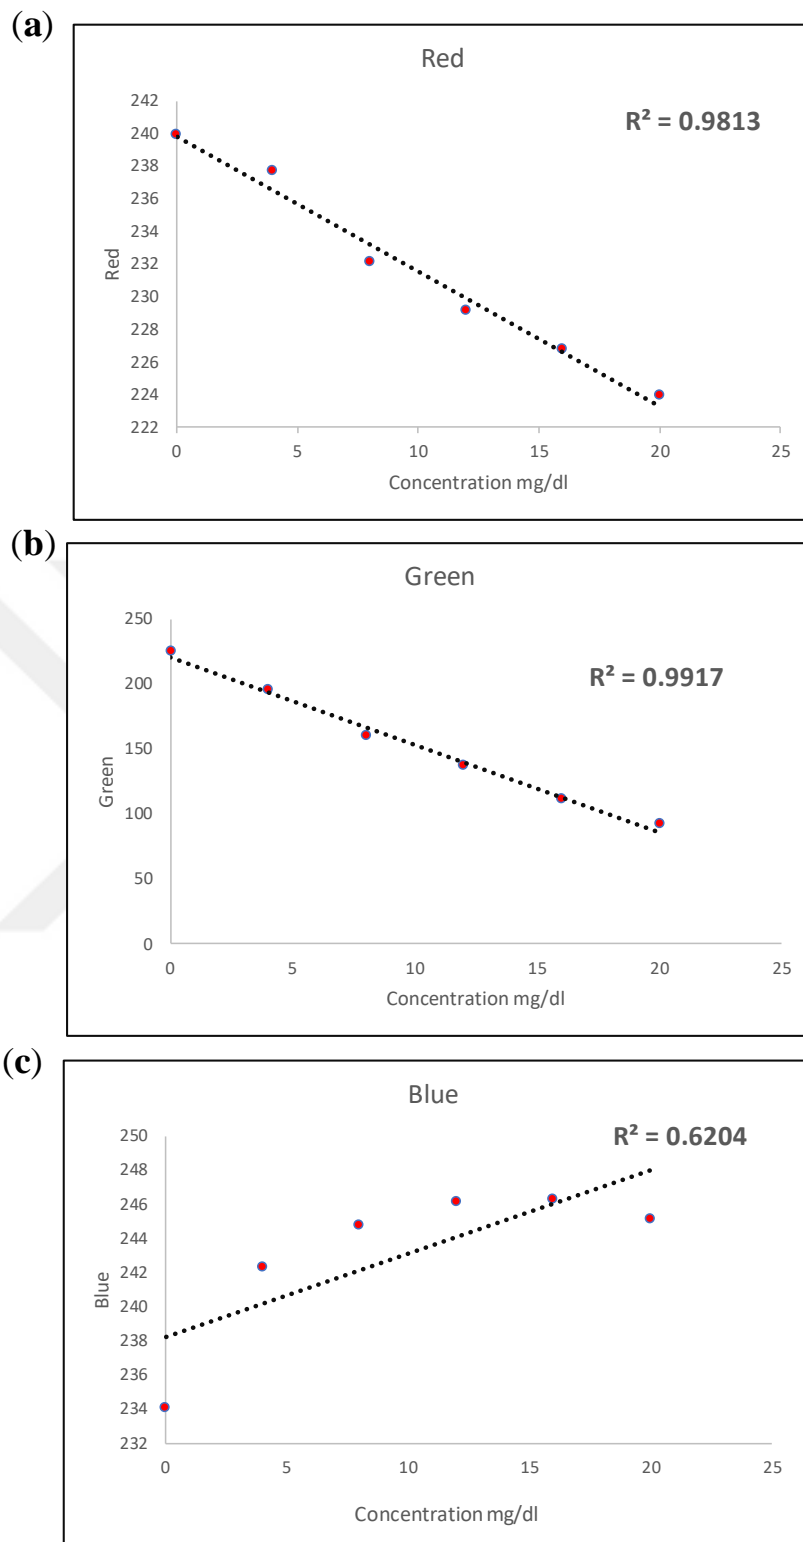 (a)
Red
R² = 0.9813
242
240
238
236
234
232
230
228
226
224
222
Red
0 5 10 15 20 25
Concentration mg/dl
(b)
Green
R² = 0.9917
250
200
150
100
50
0
Green
0 5 10 15 20 25
Concentration mg/dl
(c)
Blue
R² = 0.6204
250
248
246
244
242
240
238
236
234
232
Blue
0 5 10 15 20 25
Concentration mg/dl